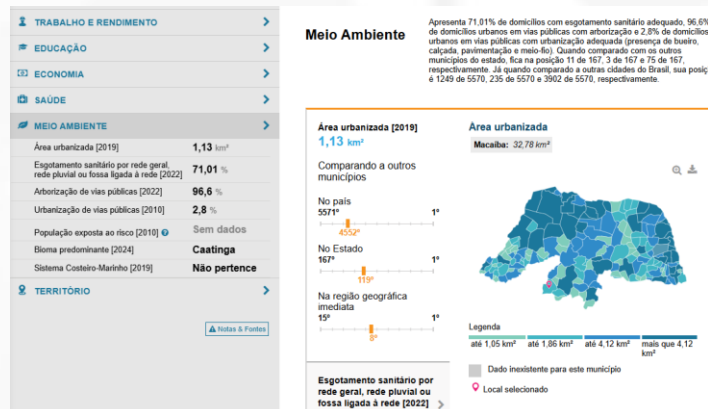 TRABALHO E RENDIMENTO
EDUCAÇÃO
ECONOMIA
SAÚDE
MEIO AMBIENTE
Área urbanizada [2019] 1,13 km²
Esgotamento sanitário por rede geral,
rede pluvial ou fossa ligada à rede [2022] 71,01 %
Arborização de vias públicas [2022] 96,6 %
Urbanização de vias públicas [2010] 2,8 %
População exposta ao risco [2010] Sem dados
Bioma predominante [2024] Caatinga
Sistema Costeiro-Marinho [2019] Não pertence
TERRITÓRIO
Notas & Fontes
Meio Ambiente
Apresenta 71,01% de domicílios com esgotamento sanitário adequado, 96,6%
de domicílios urbanos em vias públicas com arborização e 2,8% de domicílios
urbanos em vias públicas com urbanização adequada (presença de bueiro,
calçada, pavimentação e meio-fio). Quando comparado com os outros
municípios do estado, fica na posição 11 de 167, 3 de 167 e 75 de 167,
respectivamente. Já quando comparado a outras cidades do Brasil, sua posiç
é 1249 de 5570, 235 de 5570 e 3902 de 5570, respectivamente.
Área urbanizada [2019]
1,13 km²
Comparando a outros
municípios
No país
5571º 1º
4552º
No Estado
167º 1º
119º
Na região geográfica
imediata
15º 1º
8º
Esgotamento sanitário por
rede geral, rede pluvial ou
fossa ligada à rede [2022]
Área urbanizada
Macaíba: 32,78 km²
Legenda
até 1,05 km² até 1,86 km² até 4,12 km² mais que 4,12
km²
Dado inexistente para este município
Local selecionado